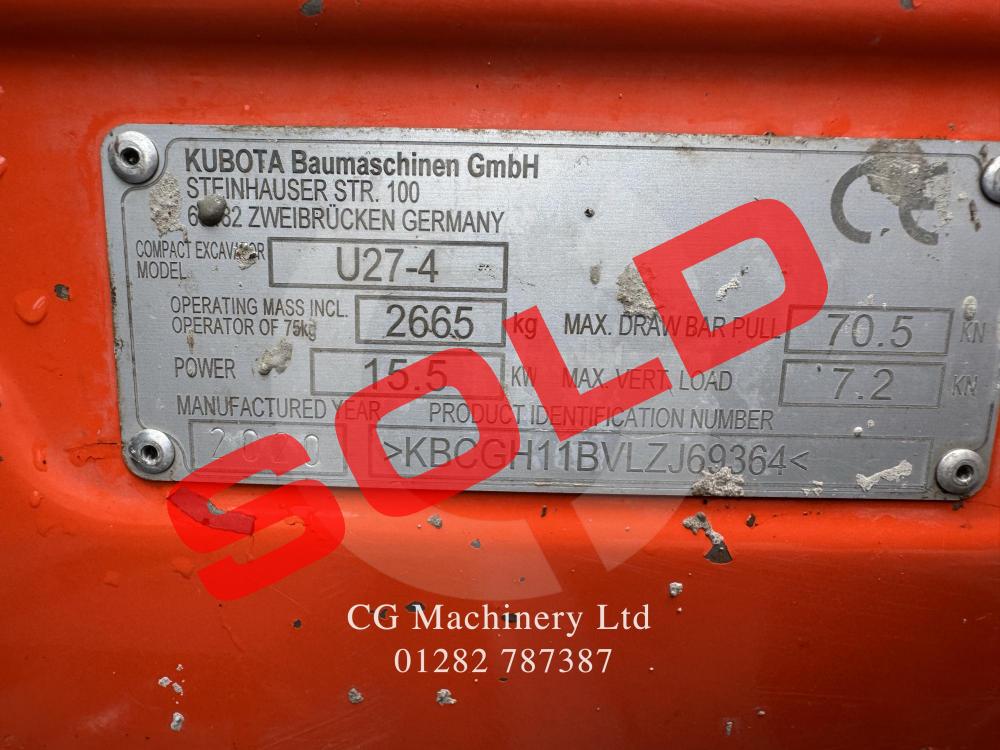 KUBOTA Baumaschinen GmbH
STEINHAUSER STR. 100
ZWEIBRÜCKEN GERMANY
CE
COMPACT EXCAVATOR
MODEL
U27-4
OPERATING MASS INCL.
OPERATOR OF 75kg
2665 kg
MAX. DRAW BAR PULL 70.5 KN
POWER 15.5 KW
MAX. VERT. LOAD 7.2 KN
MANUFACTURED YEAR PRODUCT IDENTIFICATION NUMBER
>KBCGH11BVLZJ69364<
SOLD
CG Machinery Ltd
01282 787387